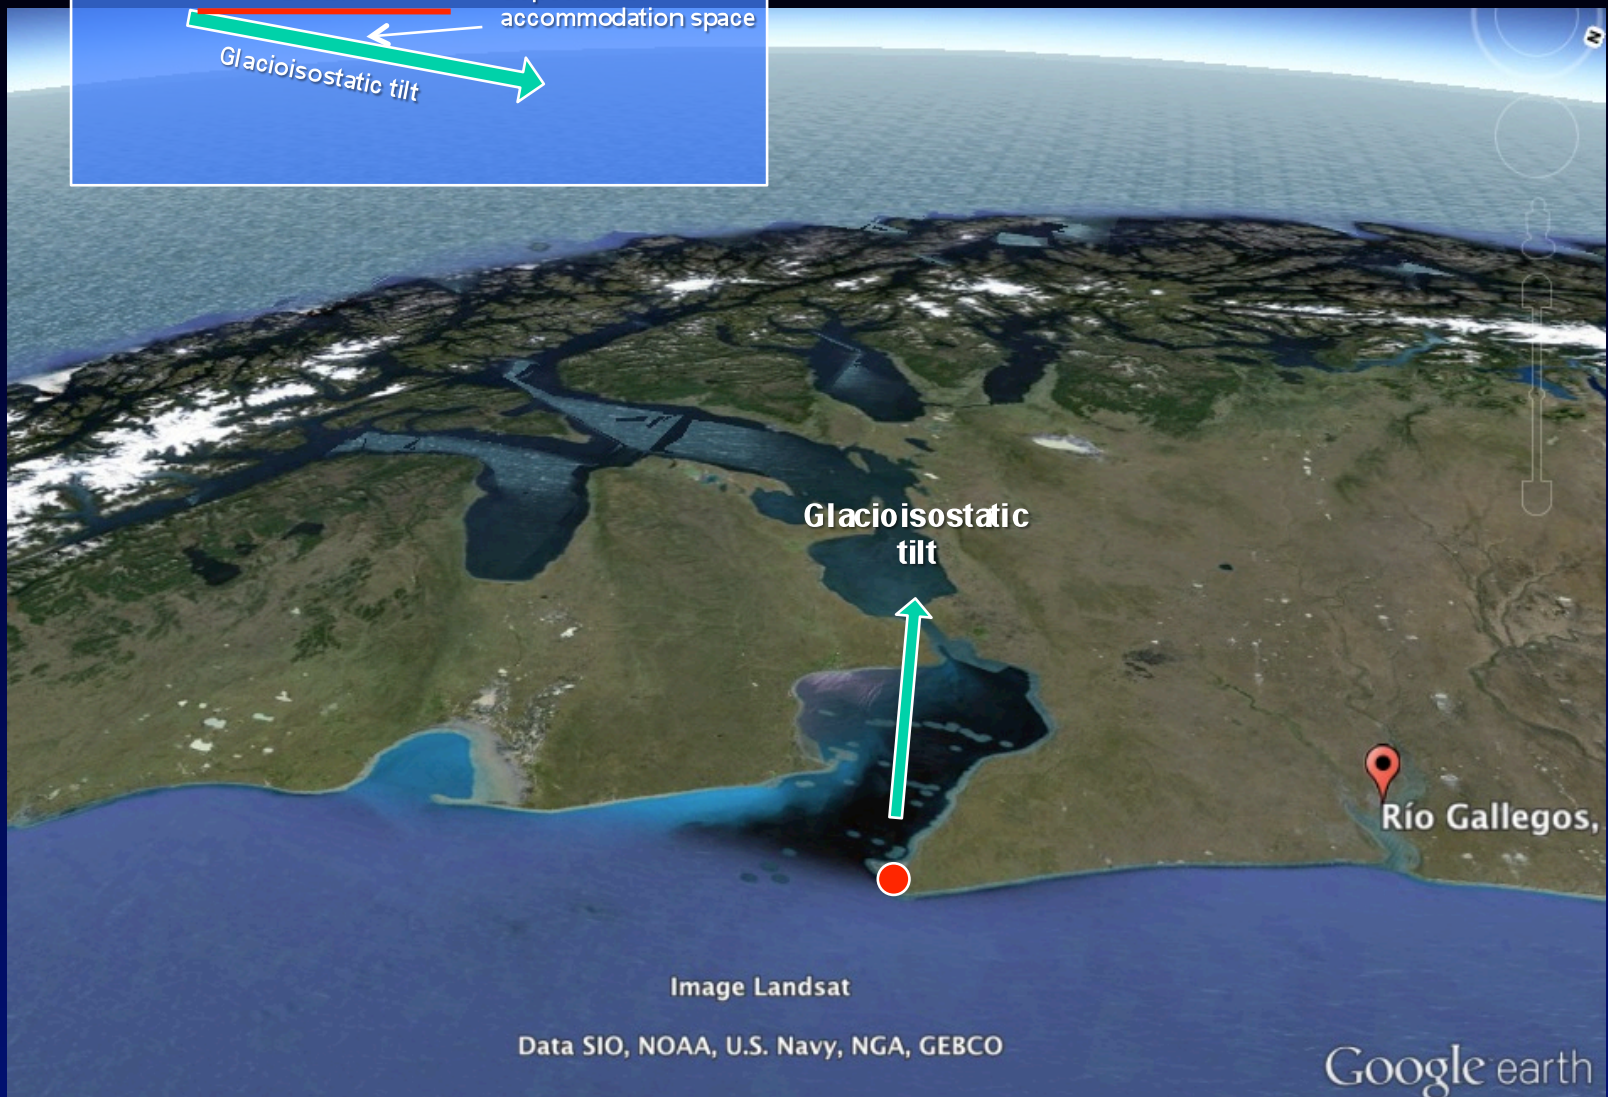 accommodation space
Glacioisostatic tilt
N
Glacioisostatic
tilt
Río Gallegos,
Image Landsat
Data SIO, NOAA, U.S. Navy, NGA, GEBCO
Google earth